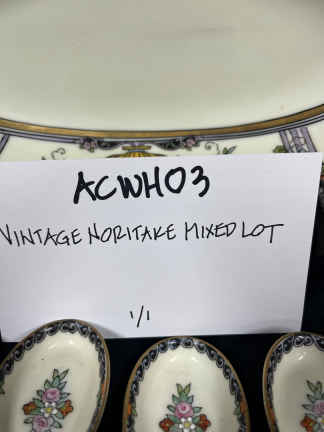 ACWH03
VINTAGE NORITAKE MIXED LOT
1/1